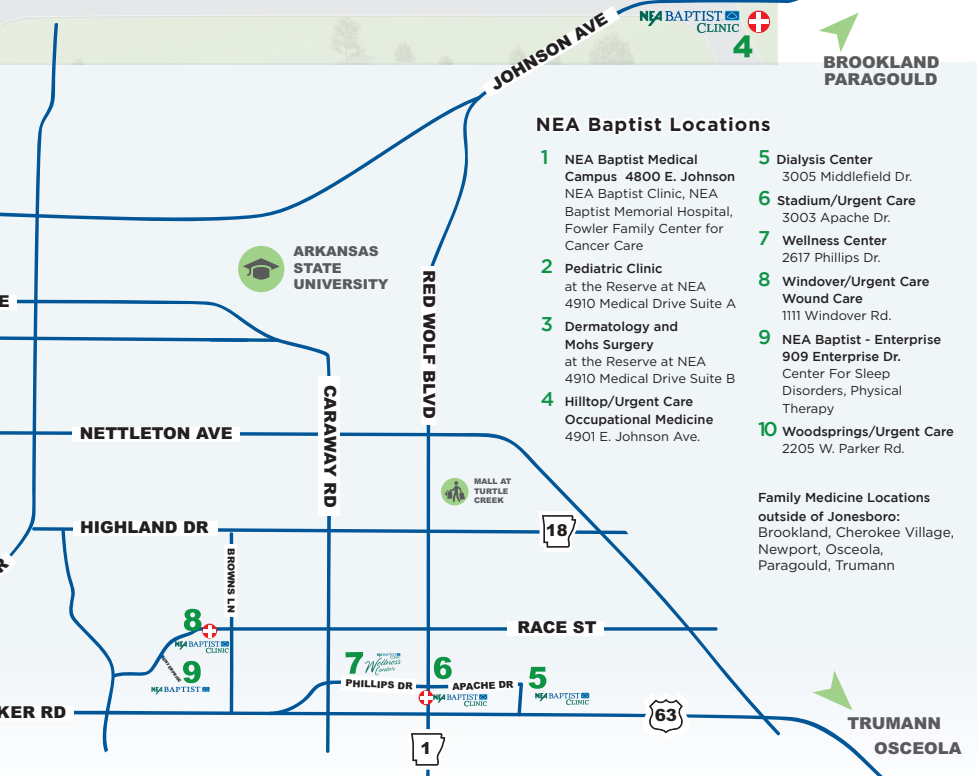 NEA BAPTIST
CLINIC
4
JOHNSON AVE
BROOKLAND
PARAGOULD
NEA Baptist Locations
1 NEA Baptist Medical
Campus 4800 E. Johnson
NEA Baptist Clinic, NEA
Baptist Memorial Hospital,
Fowler Family Center for
Cancer Care
2 Pediatric Clinic
at the Reserve at NEA
4910 Medical Drive Suite A
3 Dermatology and
Mohs Surgery
at the Reserve at NEA
4910 Medical Drive Suite B
4 Hilltop/Urgent Care
Occupational Medicine
4901 E. Johnson Ave.
5 Dialysis Center
3005 Middlefield Dr.
6 Stadium/Urgent Care
3003 Apache Dr.
7 Wellness Center
2617 Phillips Dr.
8 Windover/Urgent Care
Wound Care
1111 Windover Rd.
9 NEA Baptist - Enterprise
909 Enterprise Dr.
Center For Sleep
Disorders, Physical
Therapy
10 Woodsprings/Urgent Care
2205 W. Parker Rd.
Family Medicine Locations
outside of Jonesboro:
Brookland, Cherokee Village,
Newport, Osceola,
Paragould, Trumann
ARKANSAS
STATE
UNIVERSITY
E
RED WOLF BLVD
CARAWAY RD
NETTLETON AVE
MALL AT
TURTLE
CREEK
HIGHLAND DR
18
R
BROWNS LN
8
NEA BAPTIST
CLINIC
RACE ST
9
NEA BAPTIST
7
Wellness
Center
PHILLIPS DR
6
NEA BAPTIST
CLINIC
APACHE DR
5
NEA BAPTIST
CLINIC
KER RD
63
1
TRUMANN
OSCEOLA